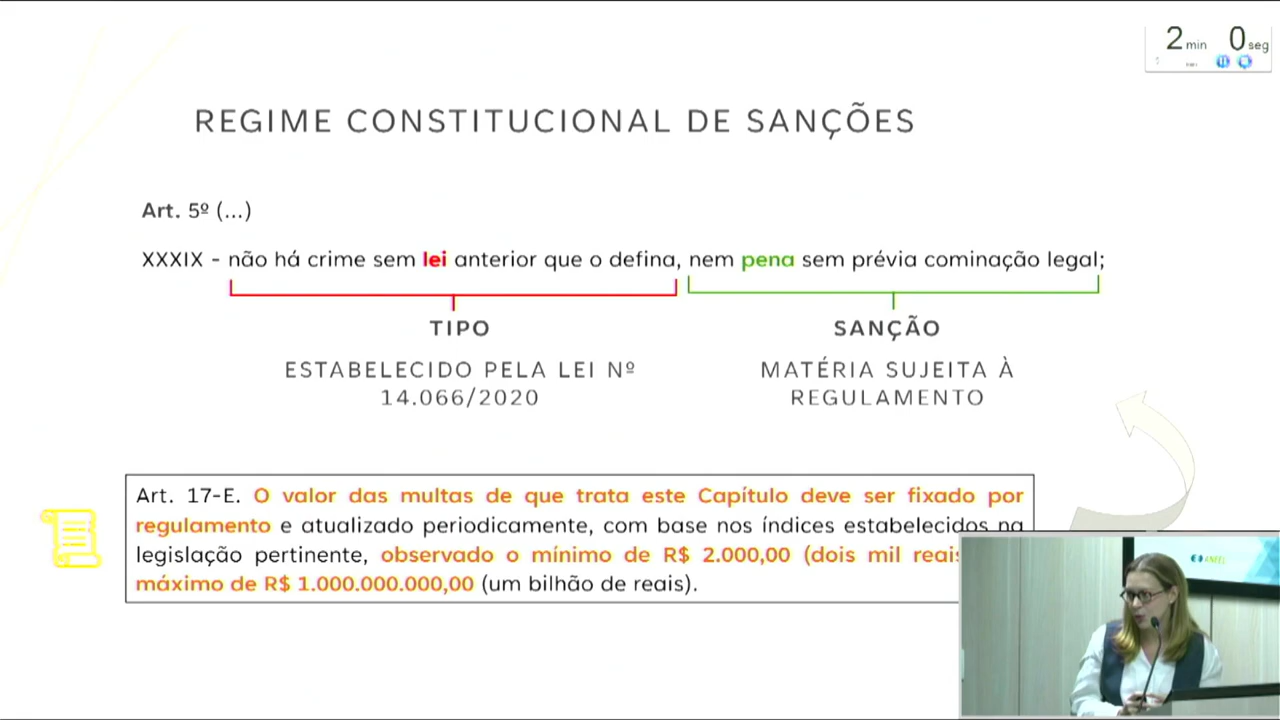 2 min 0 seg
REGIME CONSTITUCIONAL DE SANÇÕES
Art. 5º (...)
XXXIX - não há crime sem lei anterior que o defina, nem pena sem prévia cominação legal;
TIPO
SANÇÃO
ESTABELECIDO PELA LEI Nº
14.066/2020
MATÉRIA SUJEITA À
REGULAMENTO
Art. 17-E. O valor das multas de que trata este Capítulo deve ser fixado por
regulamento e atualizado periodicamente, com base nos índices estabelecidos na
legislação pertinente, observado o mínimo de R$ 2.000,00 (dois mil reais
máximo de R$ 1.000.000.000,00 (um bilhão de reais).
ANEEL